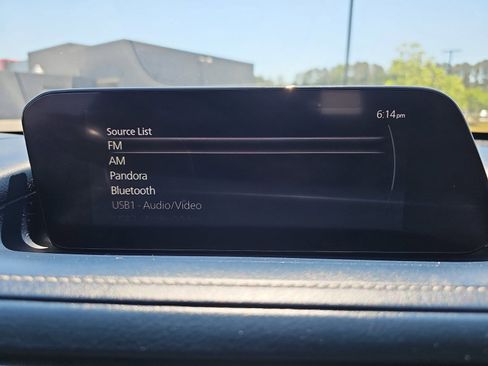 6:14pm
Source List
FM
AM
Pandora
Bluetooth
USB1 - Audio/Video